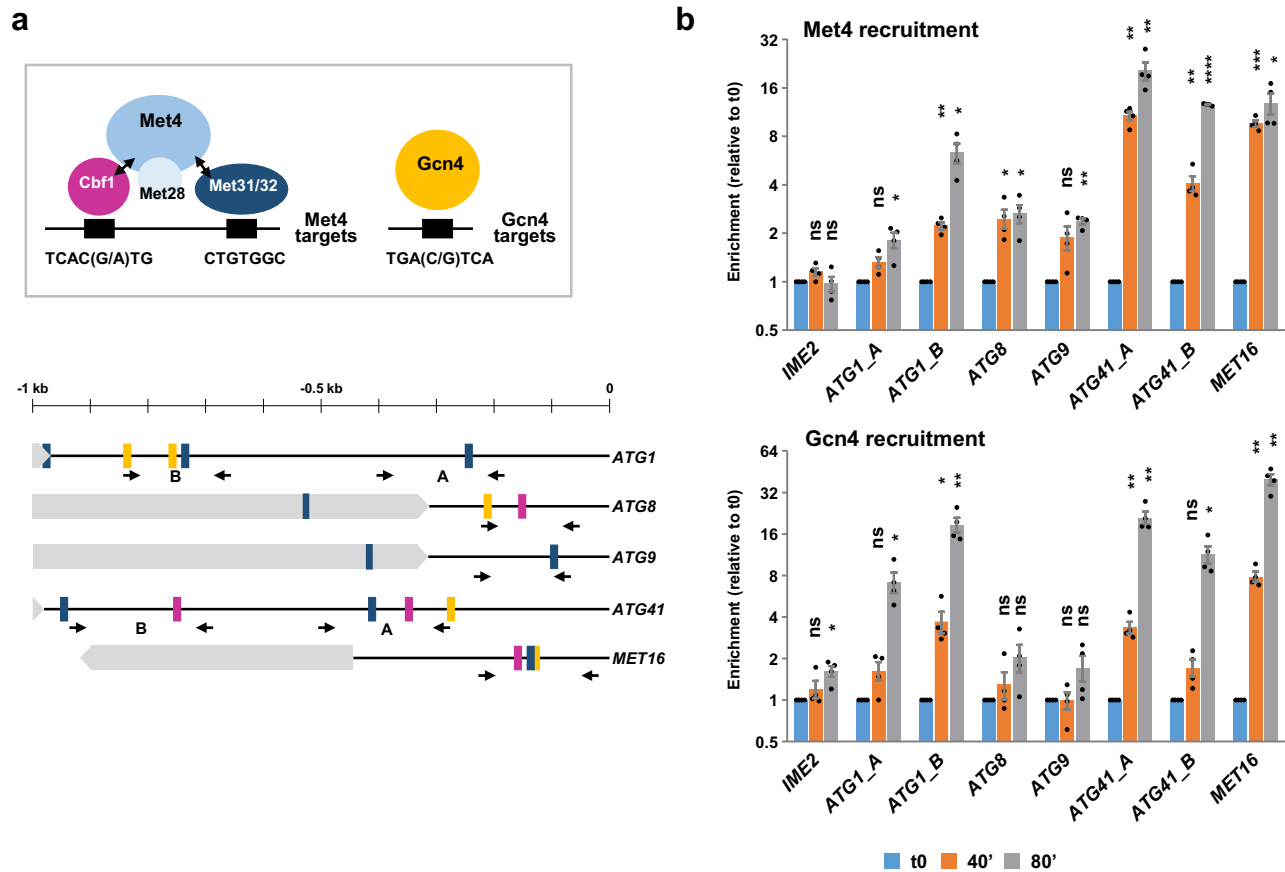 a
Met4
Cbf1
Met28
Met31/32
Gcn4
Met4
targets
Gcn4
targets
TCAC(G/A)TG
CTGTGGC
TGA(C/G)TCA
-1 kb
-0.5 kb
0
ATG1
B
A
ATG8
ATG9
ATG41
B
A
MET16
b
Met4 recruitment
Enrichment (relative to t0)
32
16
8
4
2
1
0.5
ns
ns
ns
*
**
*
*
*
ns
**
**
**
**
****
***
*
IME2
ATG1_A
ATG1_B
ATG8
ATG9
ATG41_A
ATG41_B
MET16
Gcn4 recruitment
Enrichment (relative to t0)
64
32
16
8
4
2
1
0.5
ns
*
ns
*
*
**
ns
ns
ns
ns
**
**
ns
*
**
**
IME2
ATG1_A
ATG1_B
ATG8
ATG9
ATG41_A
ATG41_B
MET16
t0
40’
80’